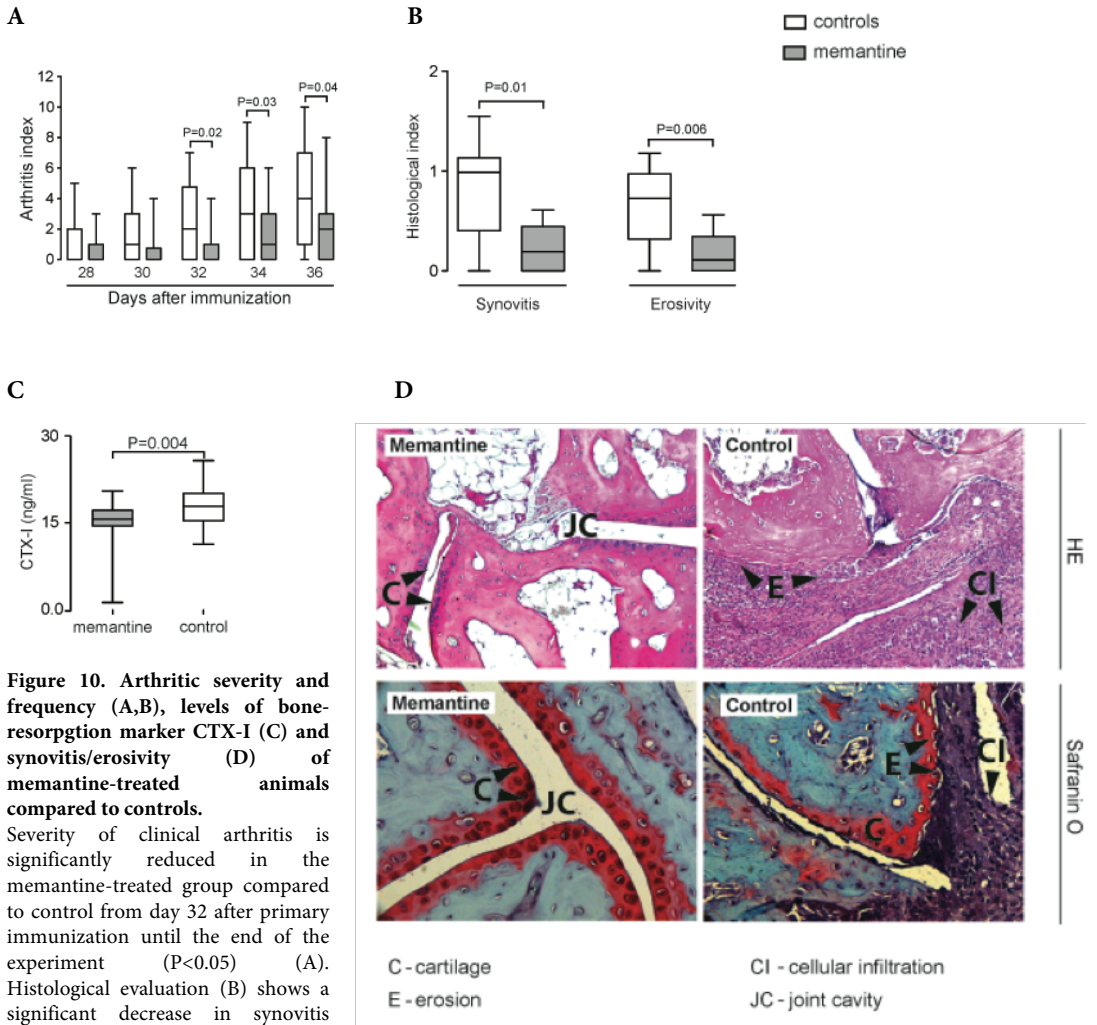 A
B
controls
memantine
12
10
8
6
4
2
0
Arthritis index
P=0.02
P=0.03
P=0.04
28 30 32 34 36
Days after immunization
2
1
0
Histological index
P=0.01
P=0.006
Synovitis Erosivity
C
D
30
15
0.0
CTX-I (ng/ml)
P=0.004
memantine control
Memantine
JC
C
Control
E
CI
HE
Memantine
C
JC
Control
E
CI
C
Safranin O
C - cartilage
CI - cellular infiltration
E - erosion
JC - joint cavity
Figure 10. Arthritic severity and
frequency (A,B), levels of bone-
resorpgtion marker CTX-I (C) and
synovitis/erosivity (D) of
memantine-treated animals
compared to controls.
Severity of clinical arthritis is
significantly reduced in the
memantine-treated group compared
to control from day 32 after primary
immunization until the end of the
experiment (P<0.05) (A).
Histological evaluation (B) shows a
significant decrease in synovitis